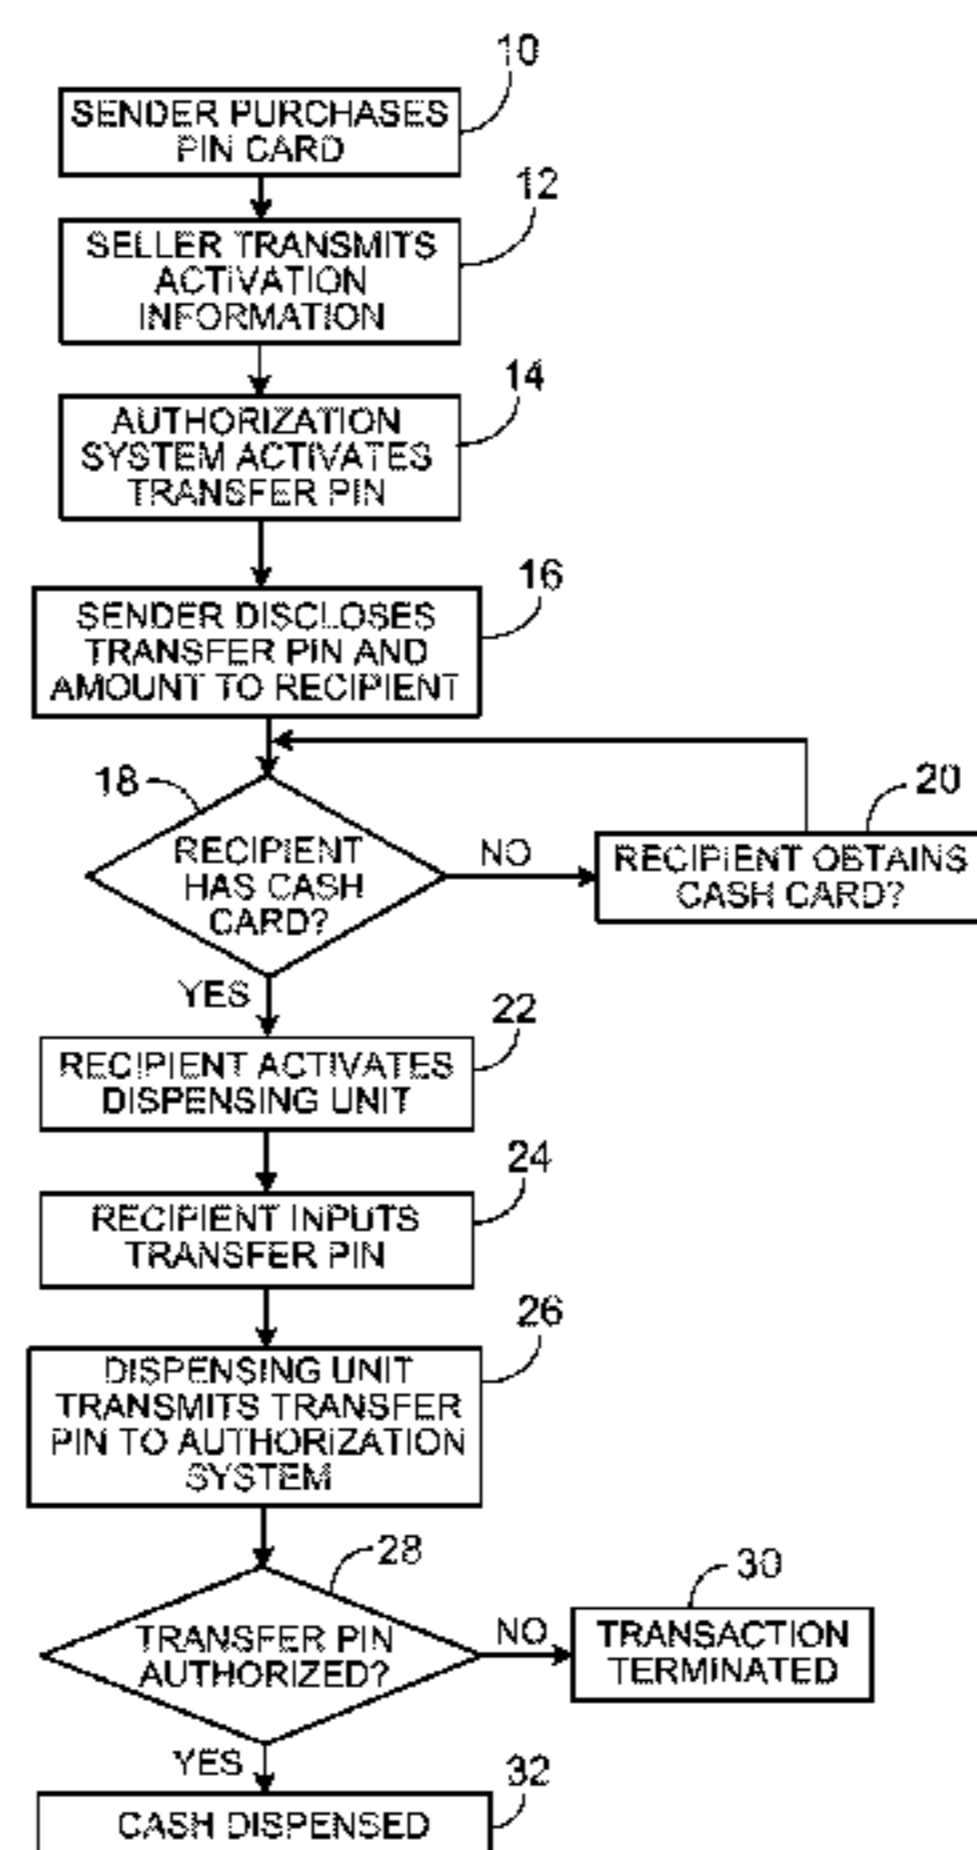 10
SENDER PURCHASES
PIN CARD
12
SELLER TRANSMITS
ACTIVATION
INFORMATION
14
AUTHORIZATION
SYSTEM ACTIVATES
TRANSFER PIN
16
SENDER DISCLOSES
TRANSFER PIN AND
AMOUNT TO RECIPIENT
18
RECIPIENT
HAS CASH
CARD?
NO
20
RECIPIENT OBTAINS
CASH CARD?
YES
22
RECIPIENT ACTIVATES
DISPENSING UNIT
24
RECIPIENT INPUTS
TRANSFER PIN
26
DISPENSING UNIT
TRANSMITS TRANSFER
PIN TO AUTHORIZATION
SYSTEM
28
TRANSFER PIN
AUTHORIZED?
NO
30
TRANSACTION
TERMINATED
YES
32
CASH DISPENSED